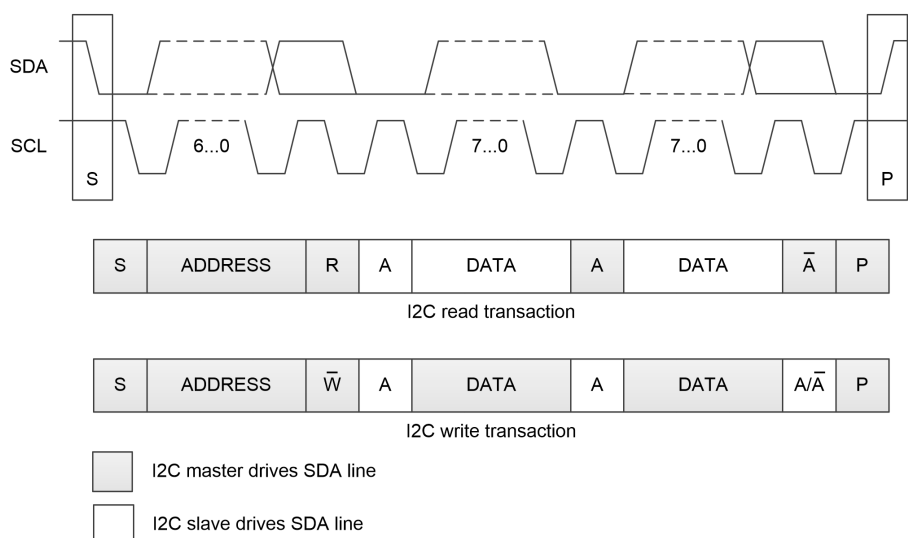 SDA
SCL
6...0
7...0
7...0
S
P
S ADDRESS R A DATA A DATA A̅ P
I2C read transaction
S ADDRESS W̅ A DATA A DATA A/A̅ P
I2C write transaction
I2C master drives SDA line
I2C slave drives SDA line